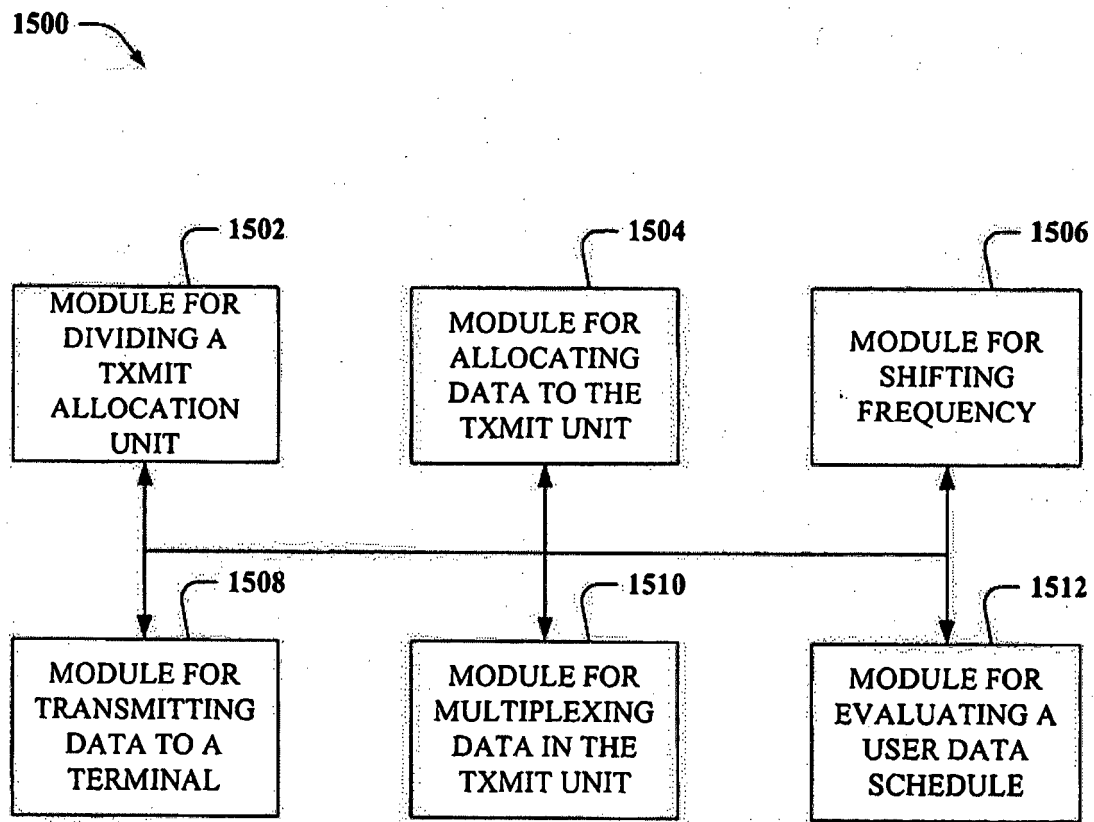 1500
1502
1504
1506
MODULE FOR
DIVIDING A
TXMIT
ALLOCATION
UNIT
MODULE FOR
ALLOCATING
DATA TO THE
TXMIT UNIT
MODULE FOR
SHIFTING
FREQUENCY
1508
1510
1512
MODULE FOR
TRANSMITTING
DATA TO A
TERMINAL
MODULE FOR
MULTIPLEXING
DATA IN THE
TXMIT UNIT
MODULE FOR
EVALUATING A
USER DATA
SCHEDULE